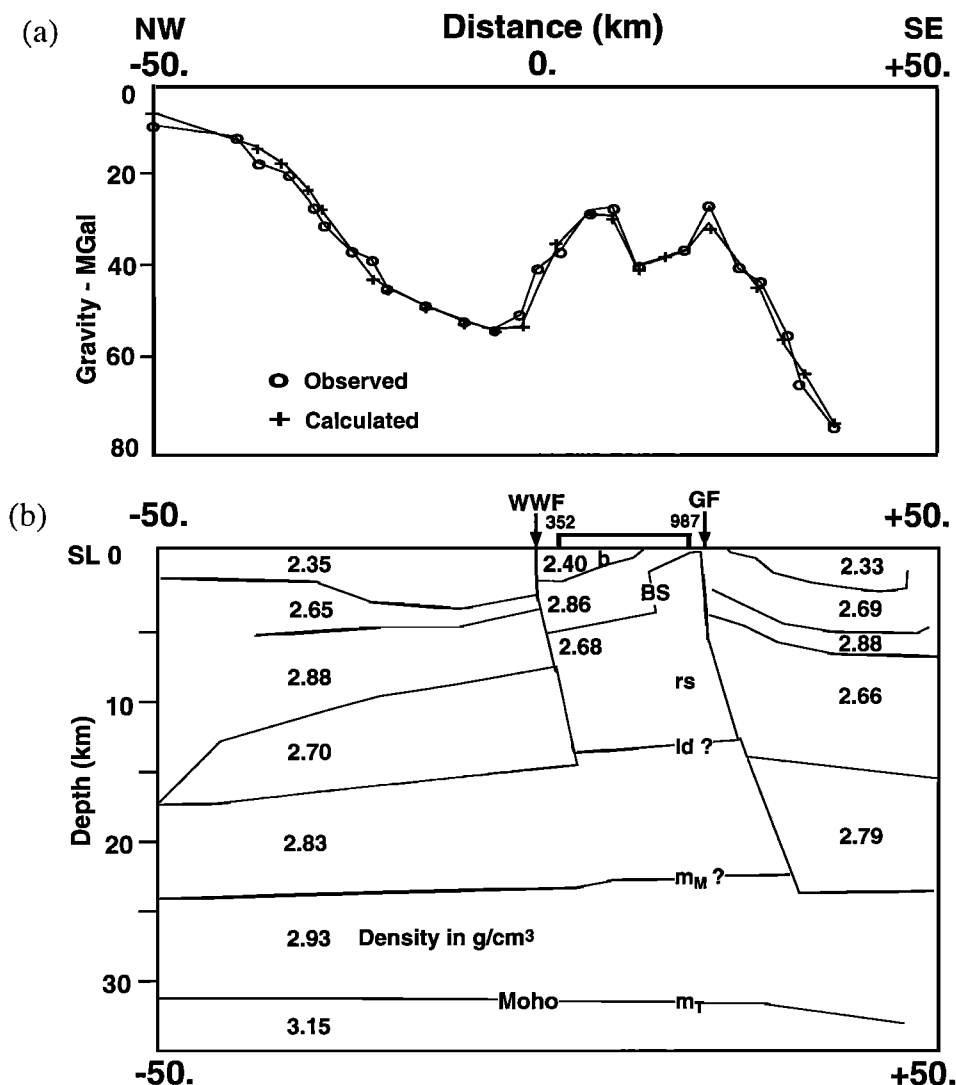 (a)
NW Distance (km) SE
-50. 0. +50.
0
20
40
60
80
Gravity - MGal
Observed
Calculated
(b)
-50. WWF 352 987 GF +50.
SL 0
10
20
30
Depth (km)
2.35 2.40 b 2.33
2.65 2.86 BS 2.69
2.68 2.88
2.88 rs 2.66
2.70 ld ?
2.83 2.79
mM ?
2.93 Density in g/cm³
Moho mT
3.15
-50. +50.